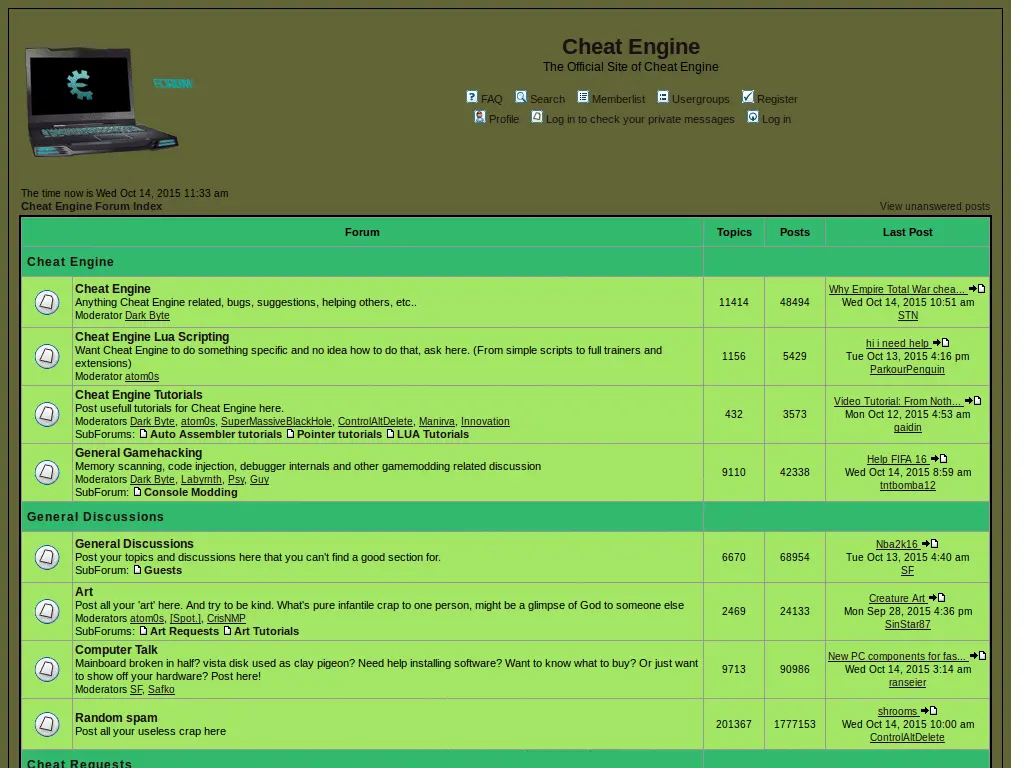 FORUM
Cheat Engine
The Official Site of Cheat Engine
FAQ Search Memberlist Usergroups Register
Profile Log in to check your private messages Log in
The time now is Wed Oct 14, 2015 11:33 am
Cheat Engine Forum Index
View unanswered posts
Forum Topics Posts Last Post
Cheat Engine
Cheat Engine
Anything Cheat Engine related, bugs, suggestions, helping others, etc..
Moderator Dark Byte
11414
48494
Why Empire Total War chea...
Wed Oct 14, 2015 10:51 am
STN
Cheat Engine Lua Scripting
Want Cheat Engine to do something specific and no idea how to do that, ask here. (From simple scripts to full trainers and
extensions)
Moderator atom0s
1156
5429
hi i need help
Tue Oct 13, 2015 4:16 pm
ParkourPenguin
Cheat Engine Tutorials
Post usefull tutorials for Cheat Engine here.
Moderators Dark Byte, atom0s, SuperMassiveBlackHole, ControlAltDelete, Manirva, Innovation
SubForums: Auto Assembler tutorials Pointer tutorials LUA Tutorials
432
3573
Video Tutorial: From Noth...
Mon Oct 12, 2015 4:53 am
gaidin
General Gamehacking
Memory scanning, code injection, debugger internals and other gamemodding related discussion
Moderators Dark Byte, Labyrnth, Psy, Guy
SubForum: Console Modding
9110
42338
Help FIFA 16
Wed Oct 14, 2015 8:59 am
tntbomba12
General Discussions
General Discussions
Post your topics and discussions here that you can't find a good section for.
SubForum: Guests
6670
68954
Nba2k16
Tue Oct 13, 2015 4:40 am
SF
Art
Post all your 'art' here. And try to be kind. What's pure infantile crap to one person, might be a glimpse of God to someone else
Moderators atom0s, [Spot.], CrisNMP
SubForums: Art Requests Art Tutorials
2469
24133
Creature Art
Mon Sep 28, 2015 4:36 pm
SinStar87
Computer Talk
Mainboard broken in half? vista disk used as clay pigeon? Need help installing software? Want to know what to buy? Or just want
to show off your hardware? Post here!
Moderators SF, Safko
9713
90986
New PC components for fas...
Wed Oct 14, 2015 3:14 am
ranseier
Random spam
Post all your useless crap here
201367
1777153
shrooms
Wed Oct 14, 2015 10:00 am
ControlAltDelete
Cheat Requests